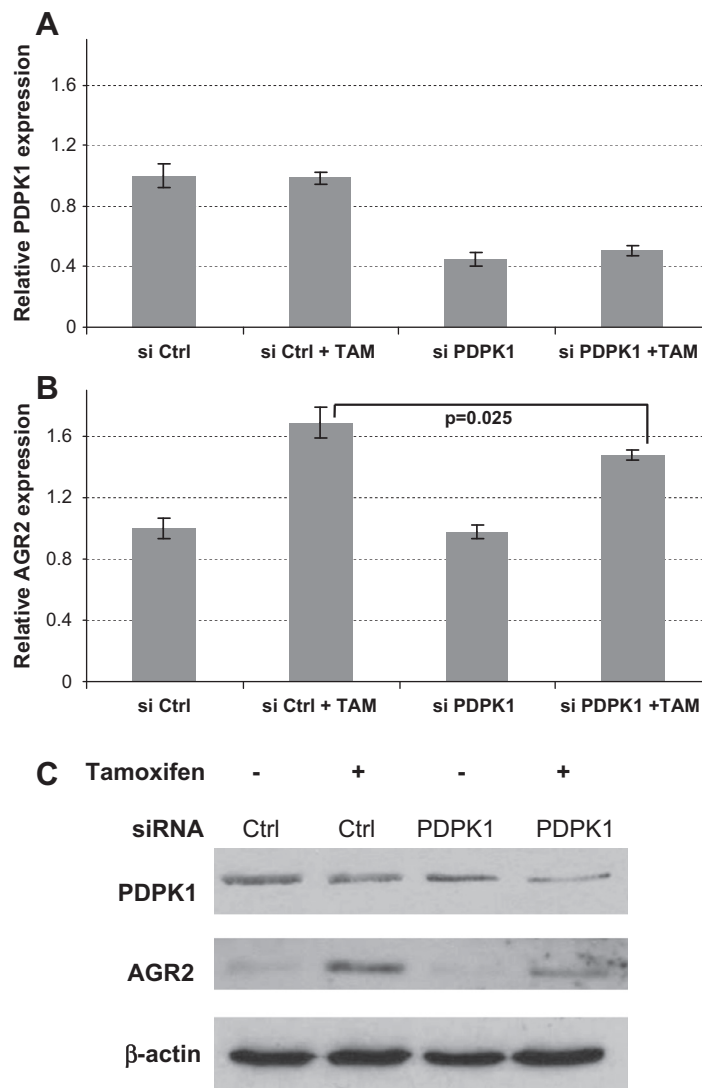 A
Relative PDPK1 expression
1.6
1.2
0.8
0.4
0
si Ctrl si Ctrl + TAM si PDPK1 si PDPK1 +TAM
B
Relative AGR2 expression
p=0.025
1.6
1.2
0.8
0.4
0
si Ctrl si Ctrl + TAM si PDPK1 si PDPK1 +TAM
C Tamoxifen - + - +
siRNA Ctrl Ctrl PDPK1 PDPK1
PDPK1
AGR2
β-actin